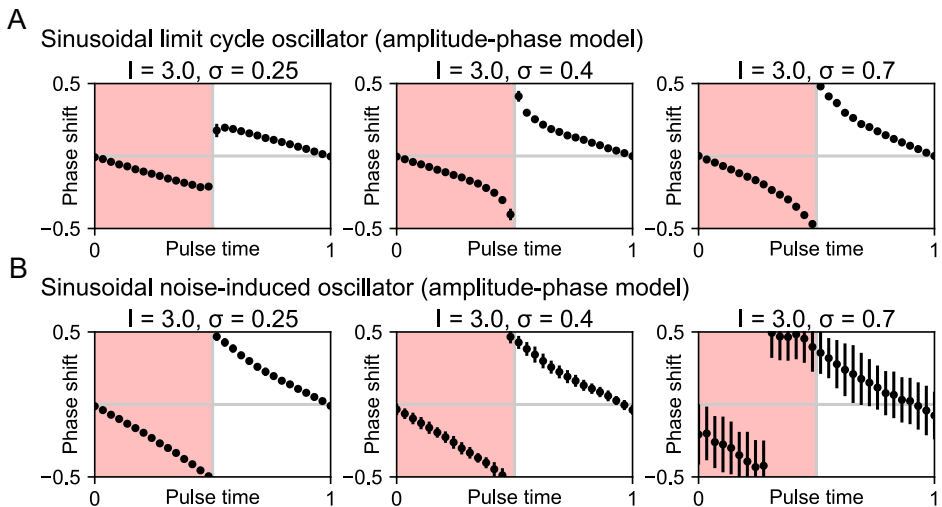 A
Sinusoidal limit cycle oscillator (amplitude-phase model)
I = 3.0, σ = 0.25
I = 3.0, σ = 0.4
I = 3.0, σ = 0.7
0.5
Phase shift
−0.5
0
Pulse time
1
0.5
Phase shift
−0.5
0
Pulse time
1
0.5
Phase shift
−0.5
0
Pulse time
1
B
Sinusoidal noise-induced oscillator (amplitude-phase model)
I = 3.0, σ = 0.25
I = 3.0, σ = 0.4
I = 3.0, σ = 0.7
0.5
Phase shift
−0.5
0
Pulse time
1
0.5
Phase shift
−0.5
0
Pulse time
1
0.5
Phase shift
−0.5
0
Pulse time
1